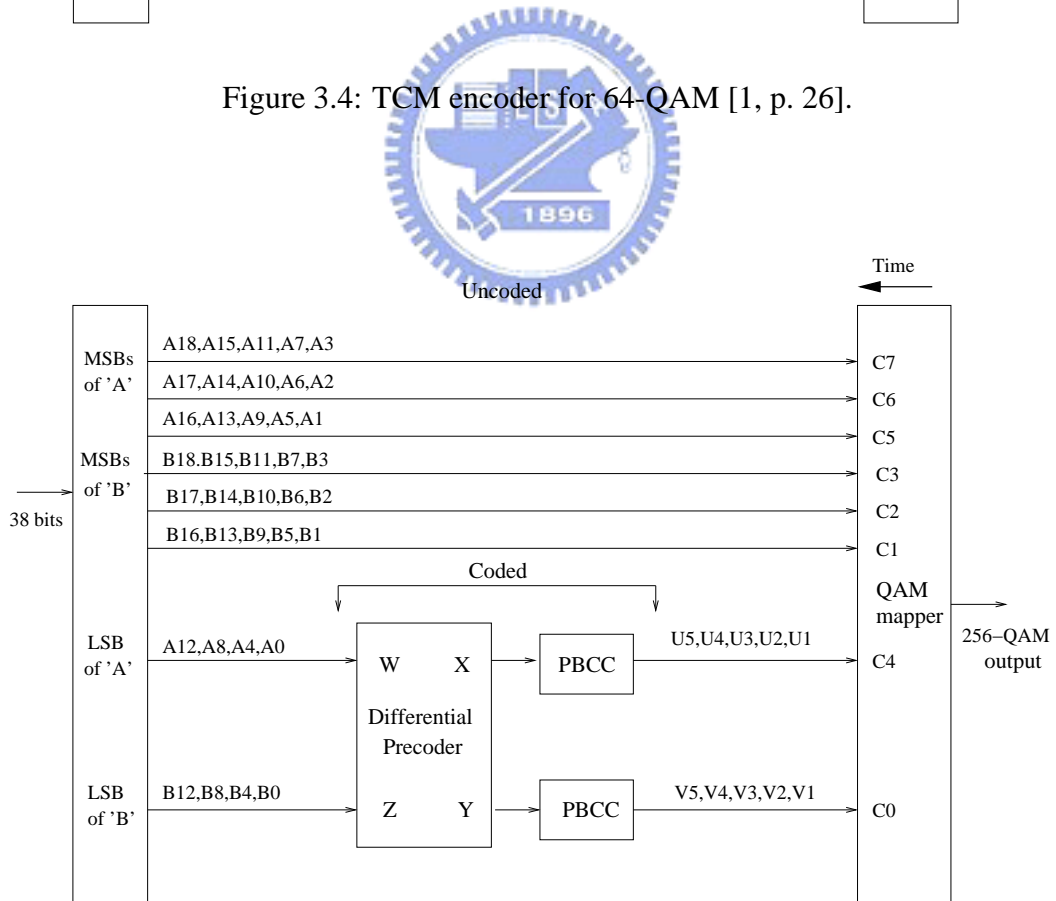 Figure 3.4: TCM encoder for 64-QAM [1, p. 26].
1896
Time
Uncoded
MSBs
of 'A'
A18,A15,A11,A7,A3
C7
A17,A14,A10,A6,A2
C6
A16,A13,A9,A5,A1
C5
MSBs
of 'B'
B18.B15,B11,B7,B3
C3
38 bits
B17,B14,B10,B6,B2
C2
B16,B13,B9,B5,B1
C1
Coded
QAM
mapper
256−QAM
output
LSB
of 'A'
A12,A8,A4,A0
W X
PBCC
U5,U4,U3,U2,U1
C4
Differential
Precoder
LSB
of 'B'
B12,B8,B4,B0
Z Y
PBCC
V5,V4,V3,V2,V1
C0